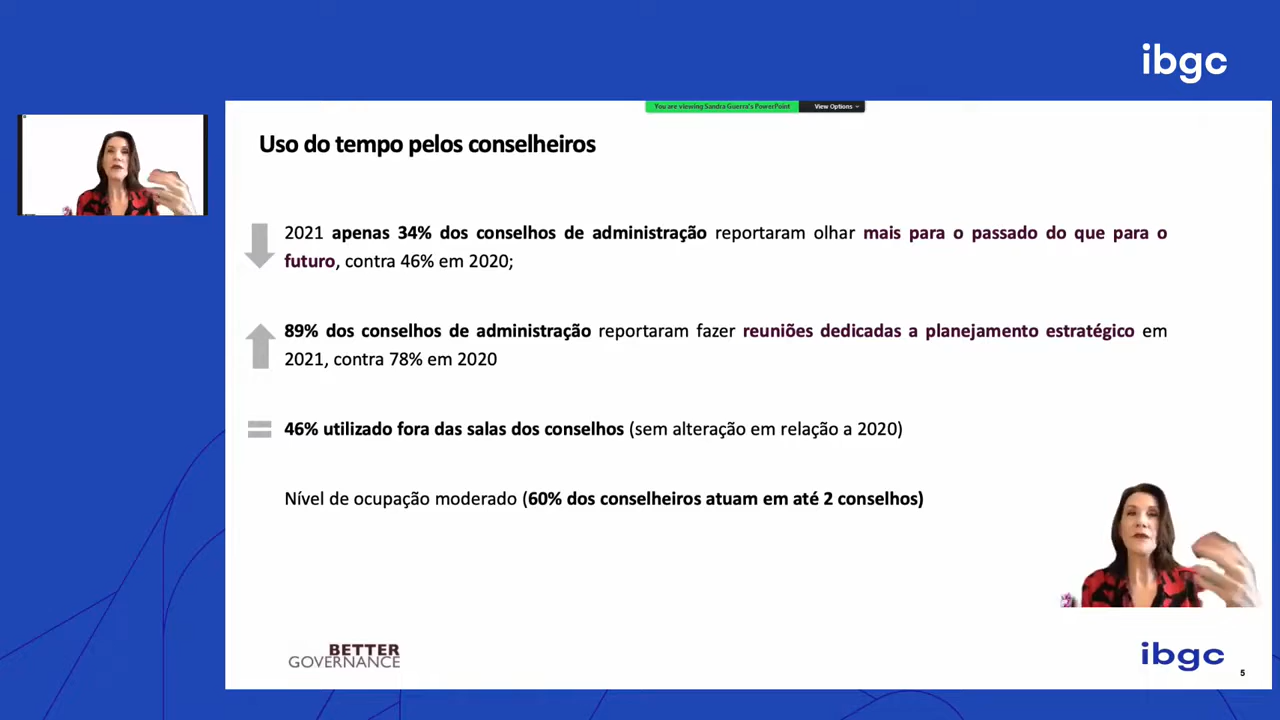 ibgc
You are viewing Sandra Guerra's PowerPoint
View Options
Uso do tempo pelos conselheiros
2021 apenas 34% dos conselhos de administração reportaram olhar mais para o passado do que para o
futuro, contra 46% em 2020;
89% dos conselhos de administração reportaram fazer reuniões dedicadas a planejamento estratégico em
2021, contra 78% em 2020
46% utilizado fora das salas dos conselhos (sem alteração em relação a 2020)
Nível de ocupação moderado (60% dos conselheiros atuam em até 2 conselhos)
BETTER
GOVERNANCE
ibgc
5